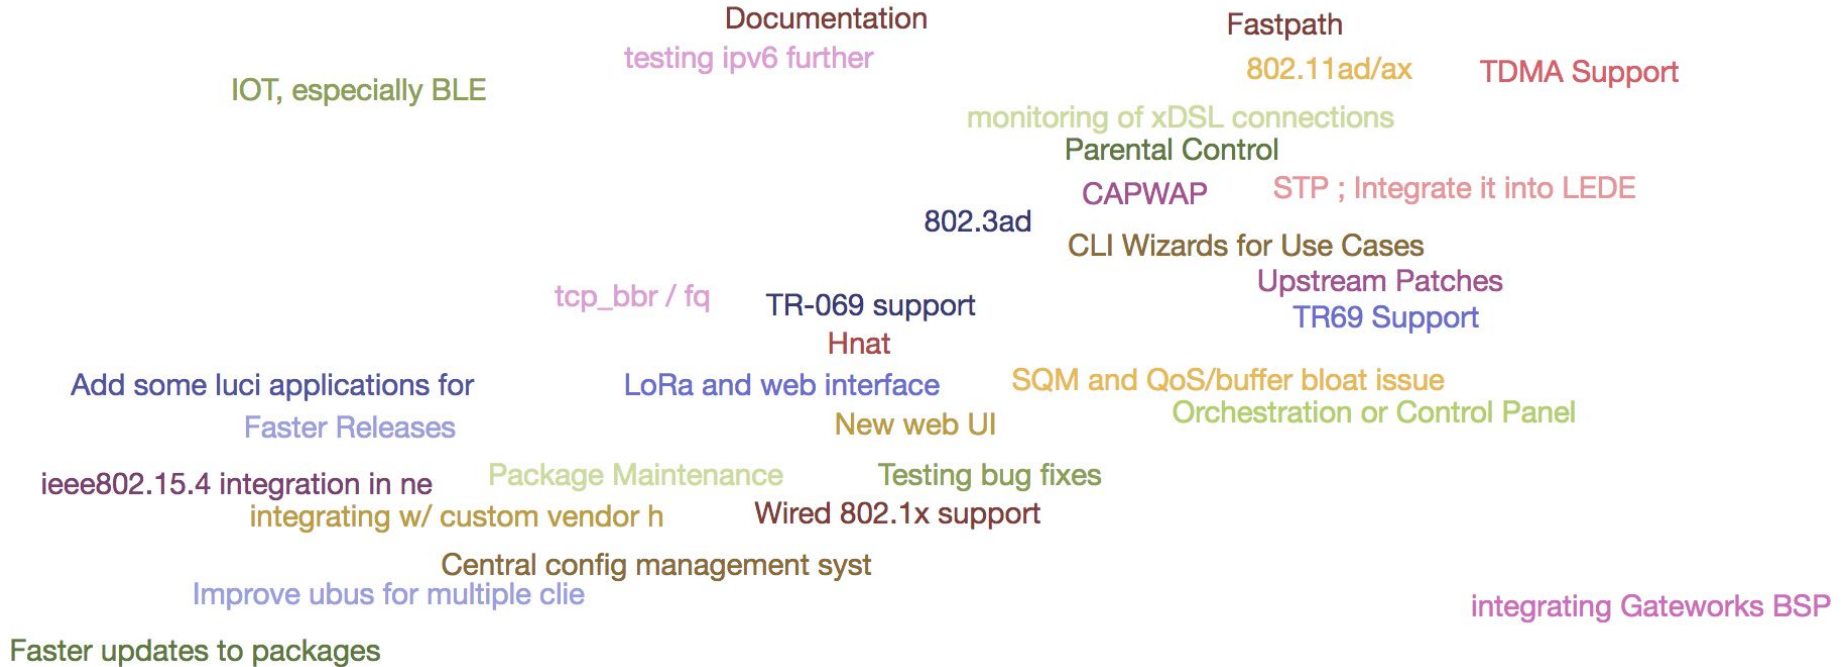 Documentation
Fastpath
testing ipv6 further
802.11ad/ax
TDMA Support
IOT, especially BLE
monitoring of xDSL connections
Parental Control
CAPWAP
STP ; Integrate it into LEDE
802.3ad
CLI Wizards for Use Cases
Upstream Patches
tcp_bbr / fq
TR-069 support
TR69 Support
Hnat
Add some luci applications for
LoRa and web interface
SQM and QoS/buffer bloat issue
Orchestration or Control Panel
Faster Releases
New web UI
ieee802.15.4 integration in ne
Package Maintenance
Testing bug fixes
integrating w/ custom vendor h
Wired 802.1x support
Central config management syst
Improve ubus for multiple clie
integrating Gateworks BSP
Faster updates to packages